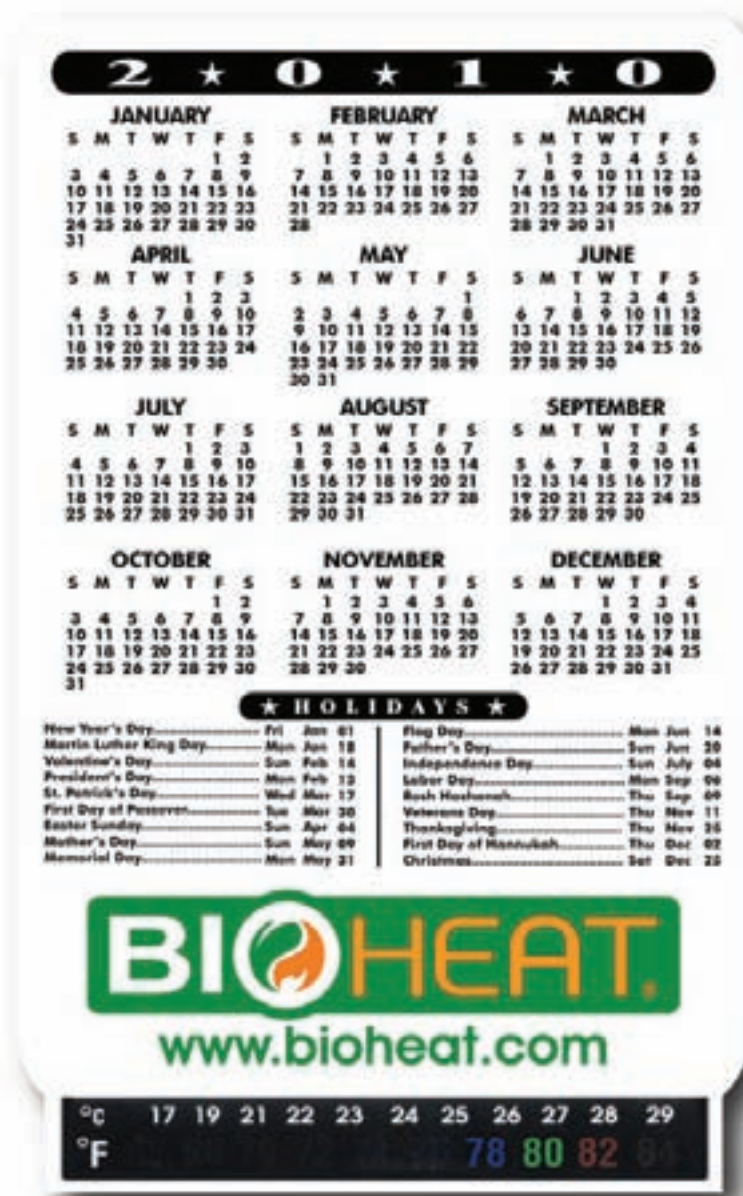 2 ★ 0 ★ 1 ★ 0
JANUARY
S M T W T F S
1 2
3 4 5 6 7 8 9
10 11 12 13 14 15 16
17 18 19 20 21 22 23
24 25 26 27 28 29 30
31
FEBRUARY
S M T W T F S
1 2 3 4 5 6
7 8 9 10 11 12 13
14 15 16 17 18 19 20
21 22 23 24 25 26 27
28
MARCH
S M T W T F S
1 2 3 4 5 6
7 8 9 10 11 12 13
14 15 16 17 18 19 20
21 22 23 24 25 26 27
28 29 30 31
APRIL
S M T W T F S
1 2 3
4 5 6 7 8 9 10
11 12 13 14 15 16 17
18 19 20 21 22 23 24
25 26 27 28 29 30
MAY
S M T W T F S
1
2 3 4 5 6 7 8
9 10 11 12 13 14 15
16 17 18 19 20 21 22
23 24 25 26 27 28 29
30 31
JUNE
S M T W T F S
1 2 3 4 5
6 7 8 9 10 11 12
13 14 15 16 17 18 19
20 21 22 23 24 25 26
27 28 29 30
JULY
S M T W T F S
1 2 3
4 5 6 7 8 9 10
11 12 13 14 15 16 17
18 19 20 21 22 23 24
25 26 27 28 29 30 31
AUGUST
S M T W T F S
1 2 3 4 5 6 7
8 9 10 11 12 13 14
15 16 17 18 19 20 21
22 23 24 25 26 27 28
29 30 31
SEPTEMBER
S M T W T F S
1 2 3 4
5 6 7 8 9 10 11
12 13 14 15 16 17 18
19 20 21 22 23 24 25
26 27 28 29 30
OCTOBER
S M T W T F S
1 2
3 4 5 6 7 8 9
10 11 12 13 14 15 16
17 18 19 20 21 22 23
24 25 26 27 28 29 30
31
NOVEMBER
S M T W T F S
1 2 3 4 5 6
7 8 9 10 11 12 13
14 15 16 17 18 19 20
21 22 23 24 25 26 27
28 29 30
DECEMBER
S M T W T F S
1 2 3 4
5 6 7 8 9 10 11
12 13 14 15 16 17 18
19 20 21 22 23 24 25
26 27 28 29 30 31
★ HOLIDAYS ★
New Year's Day Fri Jan 01
Martin Luther King Day Mon Jan 18
Valentine's Day Sun Feb 14
President's Day Mon Feb
St. Patrick's Day Wed Mar 17
First Day of Passover Tue Mar 30
Easter Sunday Sun Apr 04
Mother's Day Sun May 09
Memorial Day Mon May 31
Flag Day Mon Jun 14
Father's Day Sun Jun 20
Independence Day Sun July 04
Labor Day Mon Sep 06
Rosh Hashanah Thu Sep 09
Veterans Day Thu Nov 11
Thanksgiving Thu Nov 25
First Day of Hannukah Thu Dec 02
Christmas Sat Dec 25
BIOHEAT®
www.bioheat.com
°C 17 19 21 22 23 24 25 26 27 28 29
°F 78 80 82 84